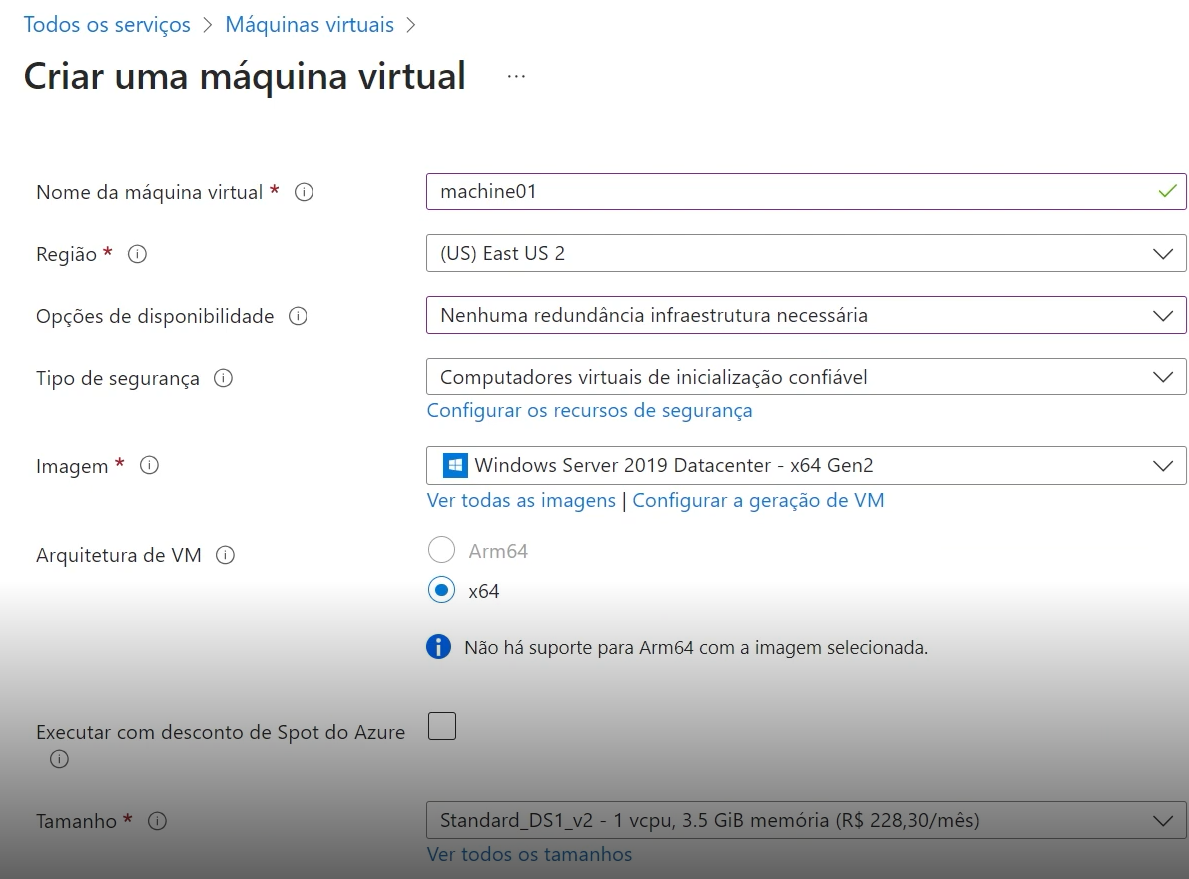 Todos os serviços > Máquinas virtuais >
Criar uma máquina virtual ...
Nome da máquina virtual * machine01
Região * (US) East US 2
Opções de disponibilidade Nenhuma redundância infraestrutura necessária
Tipo de segurança Computadores virtuais de inicialização confiável
Configurar os recursos de segurança
Imagem * Windows Server 2019 Datacenter - x64 Gen2
Ver todas as imagens | Configurar a geração de VM
Arquitetura de VM Arm64
x64
Não há suporte para Arm64 com a imagem selecionada.
Executar com desconto de Spot do Azure
Tamanho * Standard_DS1_v2 - 1 vcpu, 3.5 GiB memória (R$ 228,30/mês)
Ver todos os tamanhos